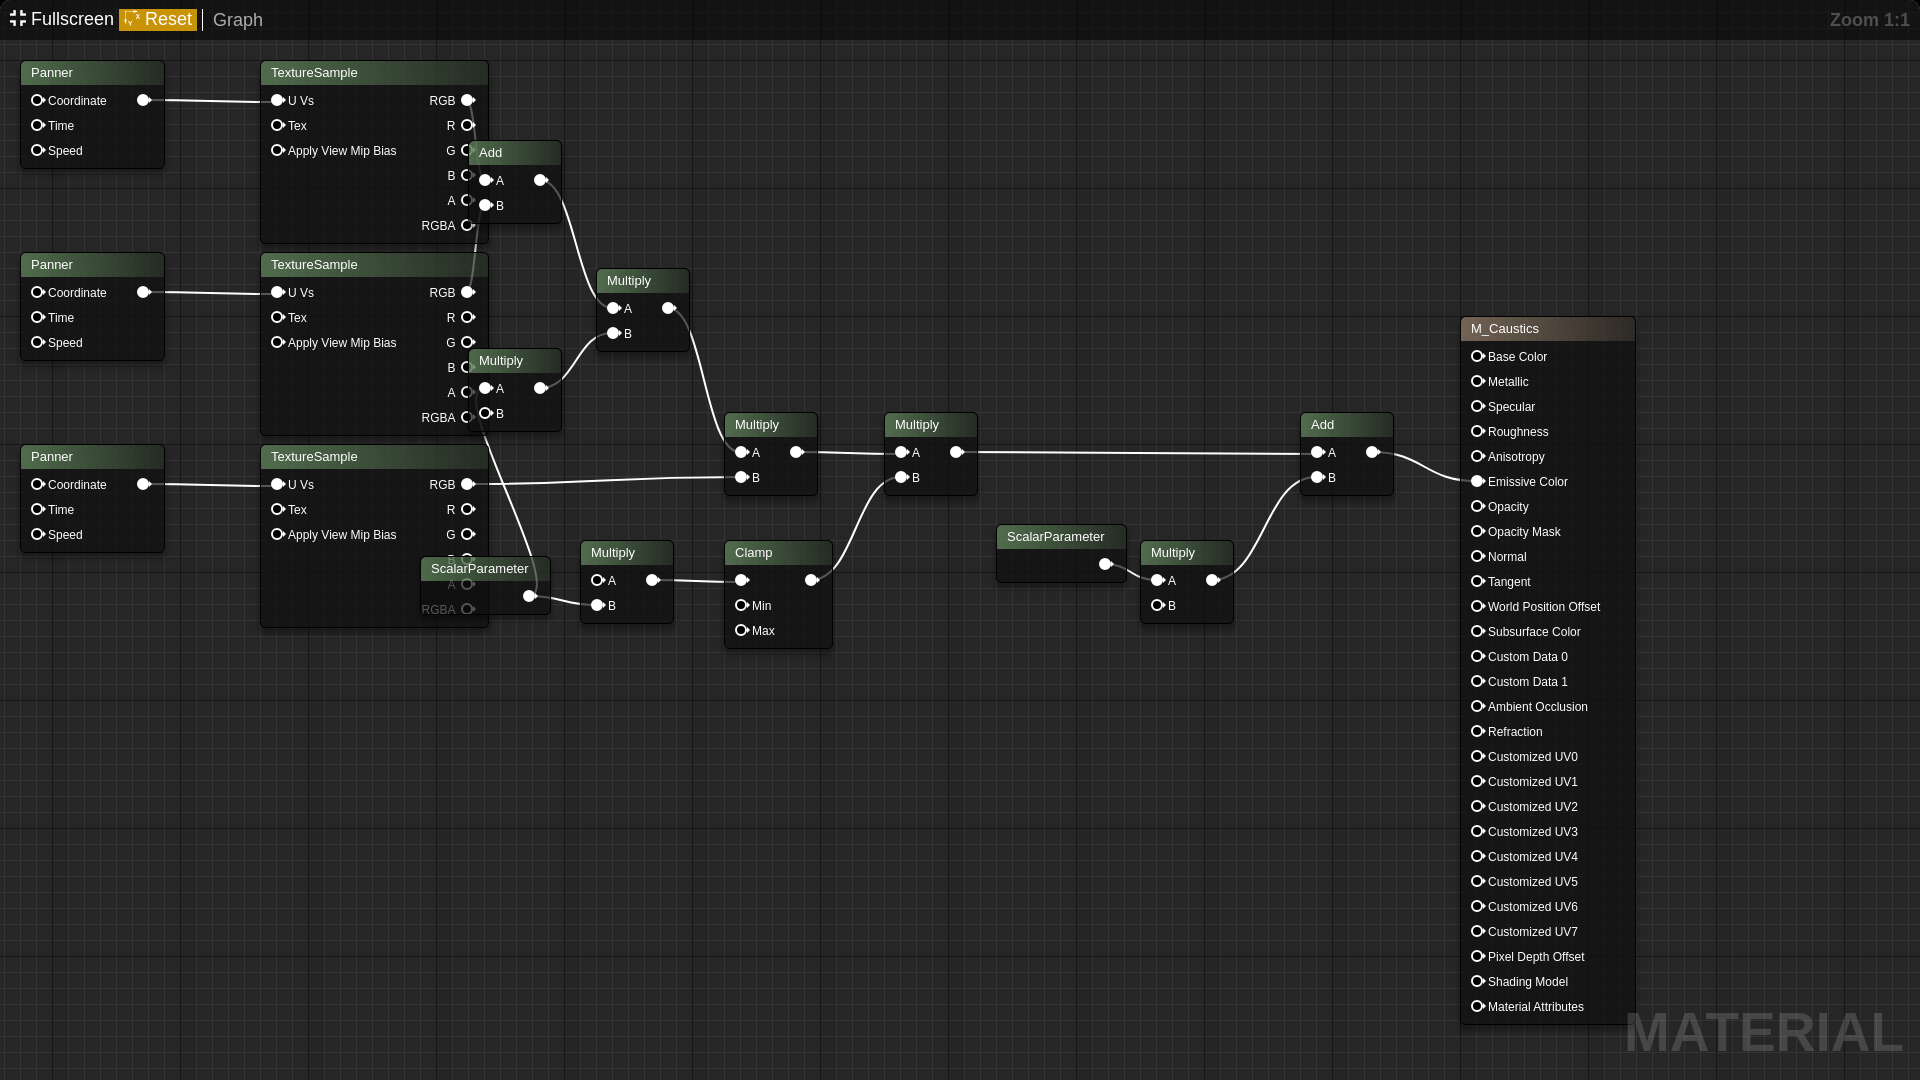 Fullscreen Reset Graph
Zoom 1:1
Panner
Coordinate
Time
Speed
TextureSample
U Vs RGB
Tex R
Apply View Mip Bias G
B
A
RGBA
Add
A
B
Panner
Coordinate
Time
Speed
TextureSample
U Vs RGB
Tex R
Apply View Mip Bias G
B
A
RGBA
Multiply
A
B
Multiply
A
B
Panner
Coordinate
Time
Speed
TextureSample
U Vs RGB
Tex R
Apply View Mip Bias G
B
A
RGBA
ScalarParameter
Multiply
A
B
Multiply
A
B
Clamp
Min
Max
Multiply
A
B
ScalarParameter
Multiply
A
B
Add
A
B
M_Caustics
Base Color
Metallic
Specular
Roughness
Anisotropy
Emissive Color
Opacity
Opacity Mask
Normal
Tangent
World Position Offset
Subsurface Color
Custom Data 0
Custom Data 1
Ambient Occlusion
Refraction
Customized UV0
Customized UV1
Customized UV2
Customized UV3
Customized UV4
Customized UV5
Customized UV6
Customized UV7
Pixel Depth Offset
Shading Model
Material Attributes
MATERIAL